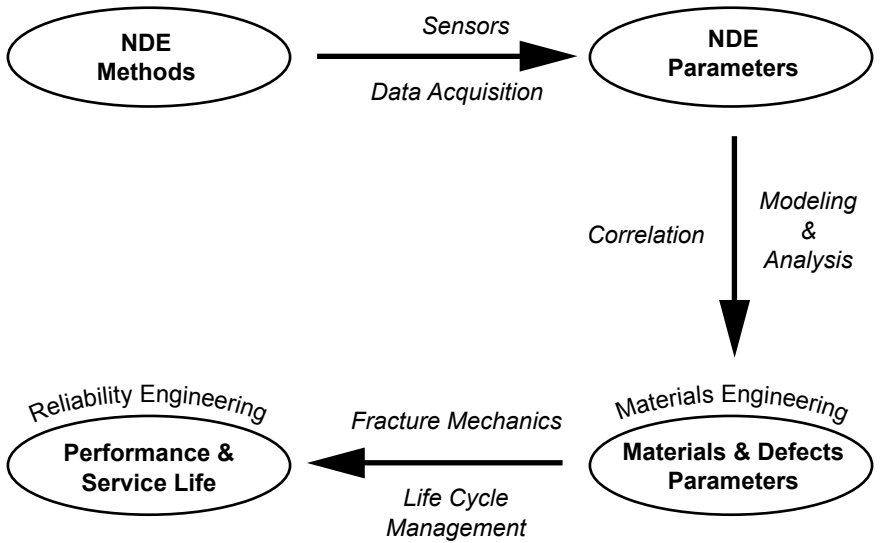 NDE
Methods
Sensors
Data Acquisition
NDE
Parameters
Correlation
Modeling
&
Analysis
Materials Engineering
Materials & Defects
Parameters
Fracture Mechanics
Life Cycle
Management
Reliability Engineering
Performance &
Service Life